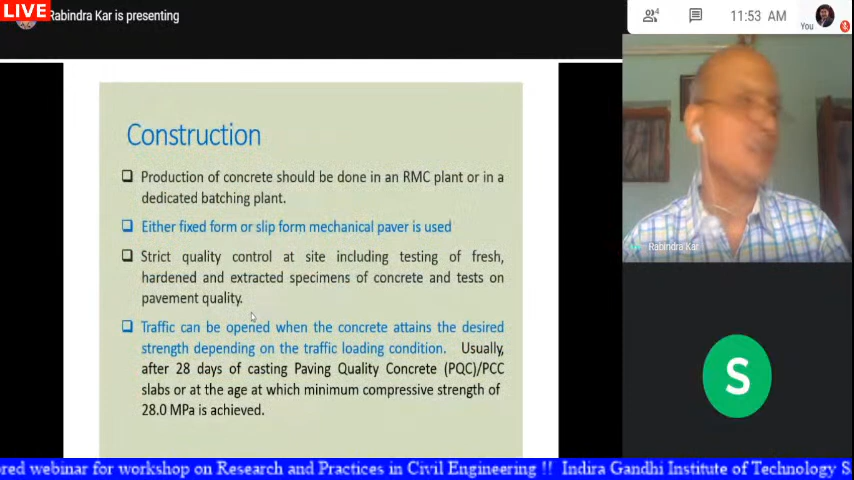 LIVE
Rabindra Kar is presenting
4
11:53 AM
You
Construction
Production of concrete should be done in an RMC plant or in a
dedicated batching plant.
Either fixed form or slip form mechanical paver is used
Strict quality control at site including testing of fresh,
hardened and extracted specimens of concrete and tests on
pavement quality.
Traffic can be opened when the concrete attains the desired
strength depending on the traffic loading condition. Usually,
after 28 days of casting Paving Quality Concrete (PQC)/PCC
slabs or at the age at which minimum compressive strength of
28.0 MPa is achieved.
Rabindra Kar
S
ored webinar for workshop on Research and Practices in Civil Engineering !! Indira Gandhi Institute of Technology S